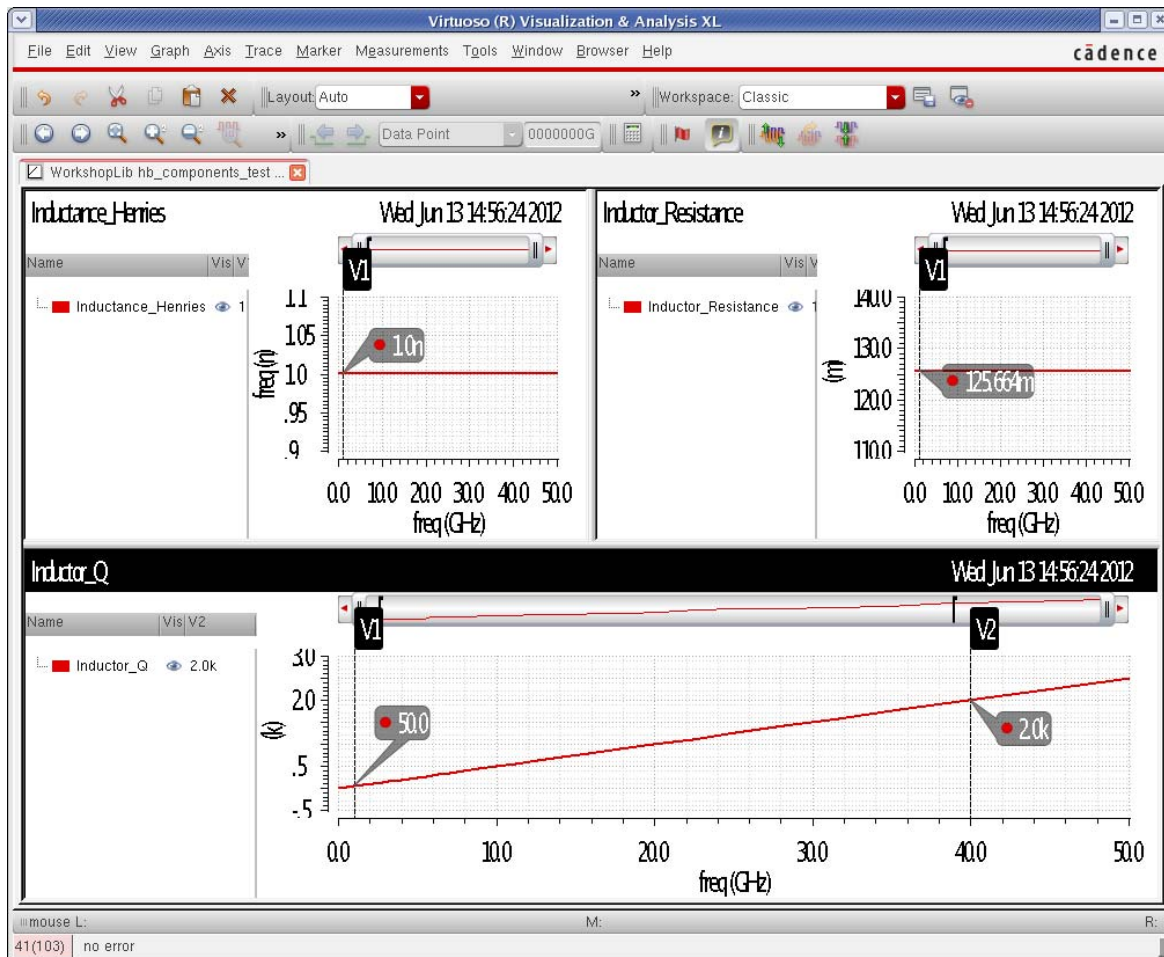 Virtuoso (R) Visualization & Analysis XL
File Edit View Graph Axis Trace Marker Measurements Tools Window Browser Help
cādence
Layout: Auto » Workspace: Classic
» Data Point 0000000G
WorkshopLib hb_components_test ...
Inductance_Henries Wed Jun 13 14:56:24 2012
Name Vis V
Inductance_Henries 1
V1
1.0n
1.1
1.05
1.0
.95
.9
freq (n)
0.0 10.0 20.0 30.0 40.0 50.0
freq (GHz)
Inductor_Resistance Wed Jun 13 14:56:24 2012
Name Vis V
Inductor_Resistance 1
V1
125.664m
140.0
130.0
120.0
110.0
(m)
0.0 10.0 20.0 30.0 40.0 50.0
freq (GHz)
Inductor_Q Wed Jun 13 14:56:24 2012
Name Vis V2
Inductor_Q 2.0k
V1 V2
50.0
2.0k
3.0
2.0
.5
-.5
(k)
0.0 10.0 20.0 30.0 40.0 50.0
freq (GHz)
mouse L: M: R:
41(103) no error